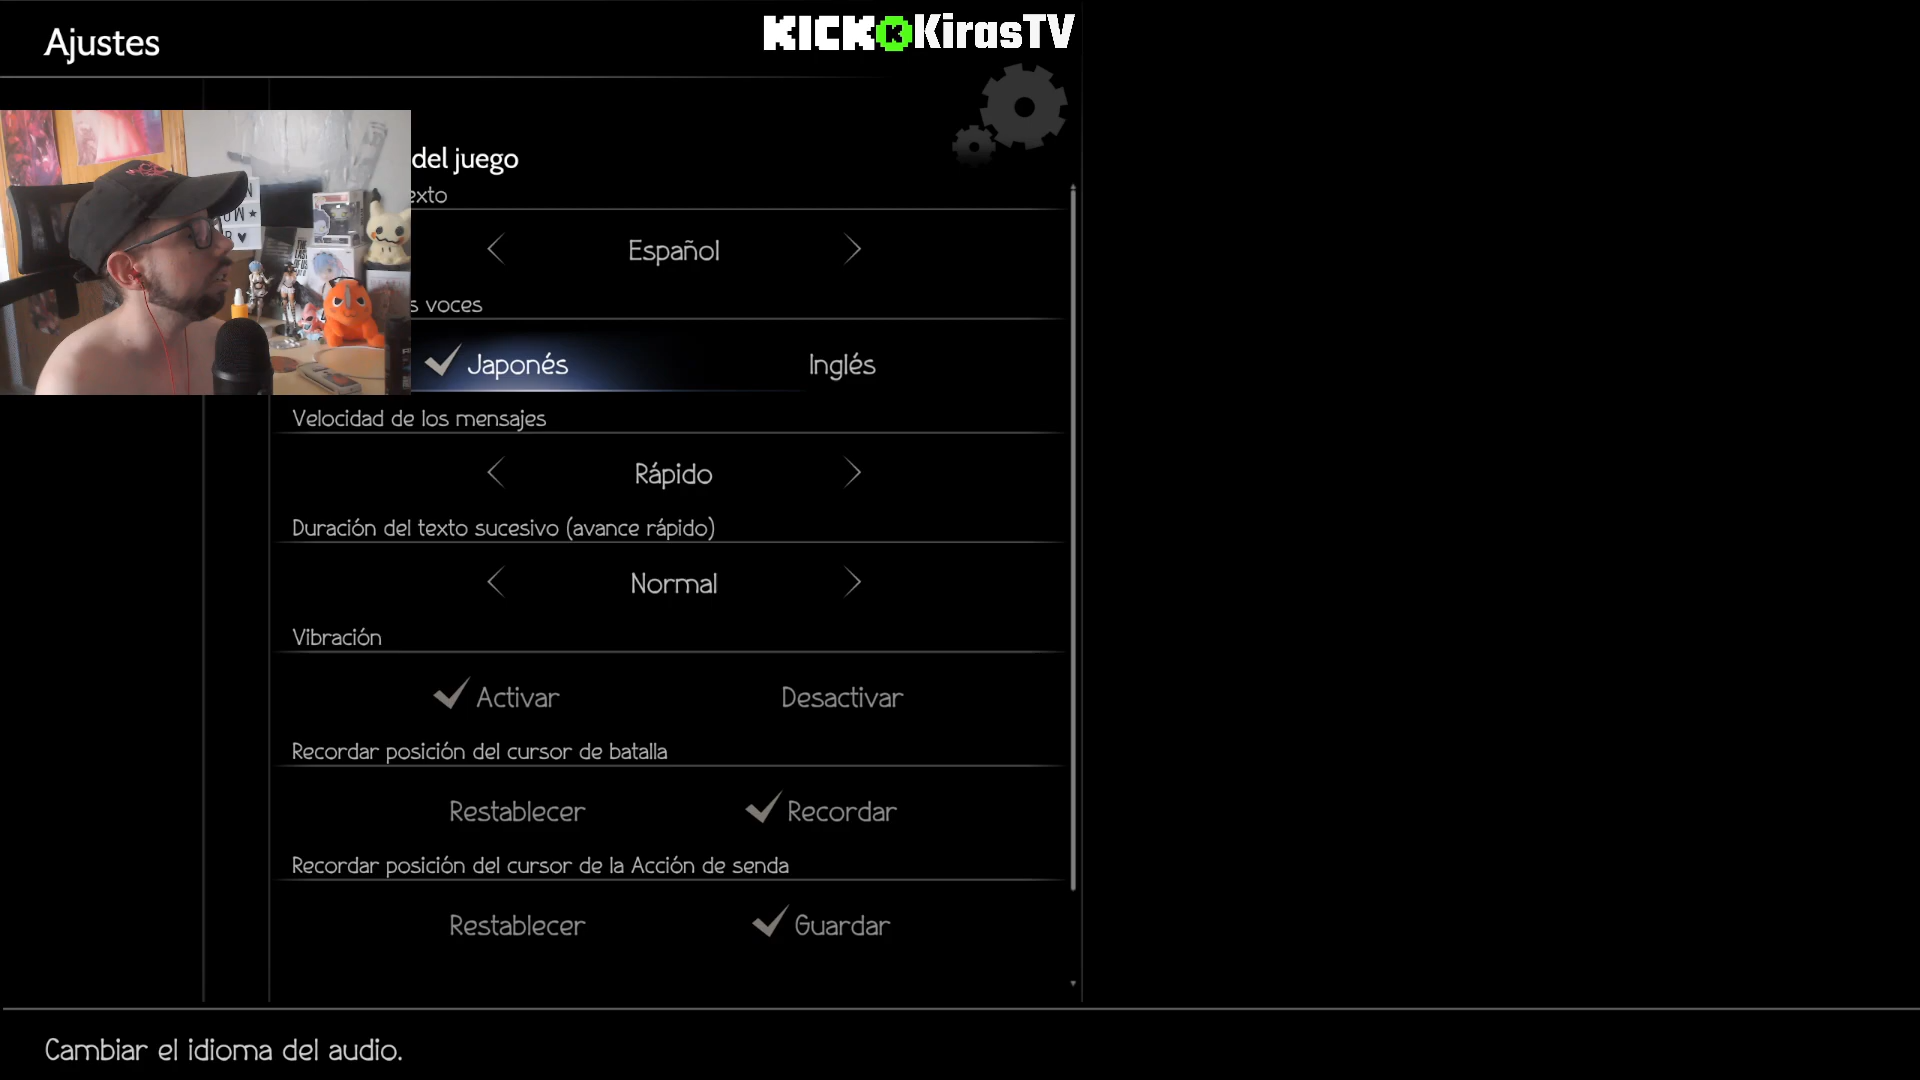 Ajustes
KICK K KirasTV
del juego
exto
Español
s voces
Japonés Inglés
Velocidad de los mensajes
Rápido
Duración del texto sucesivo (avance rápido)
Normal
Vibración
Activar Desactivar
Recordar posición del cursor de batalla
Restablecer Recordar
Recordar posición del cursor de la Acción de senda
Restablecer Guardar
Cambiar el idioma del audio.